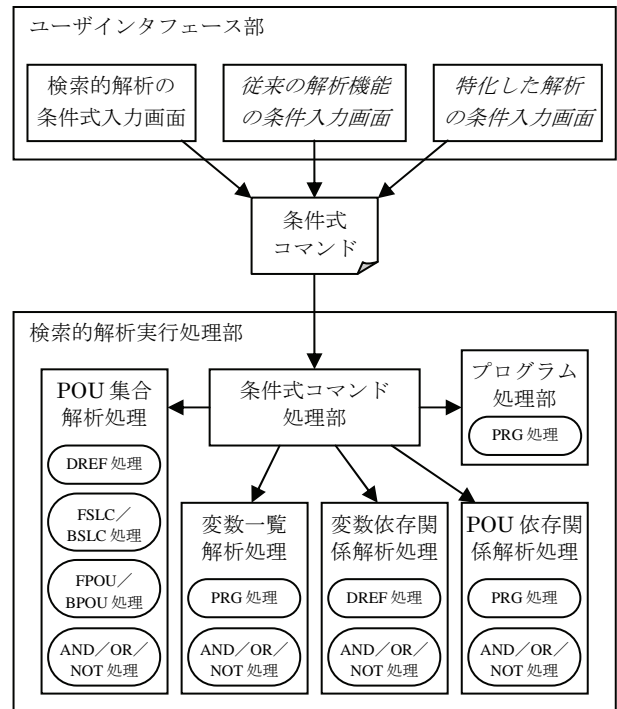 ユーザインタフェース部
検索的解析の
条件式入力画面
従来の解析機能
の条件入力画面
特化した解析
の条件入力画面
条件式
コマンド
検索的解析実行処理部
POU 集合
解析処理
DREF 処理
FSLC／
BSLC 処理
FPOU／
BPOU 処理
AND／OR／
NOT 処理
条件式コマンド
処理部
プログラム
処理部
PRG 処理
変数一覧
解析処理
PRG 処理
AND／OR／
NOT 処理
変数依存関
係解析処理
DREF 処理
AND／OR／
NOT 処理
POU 依存関
係解析処理
PRG 処理
AND／OR／
NOT 処理